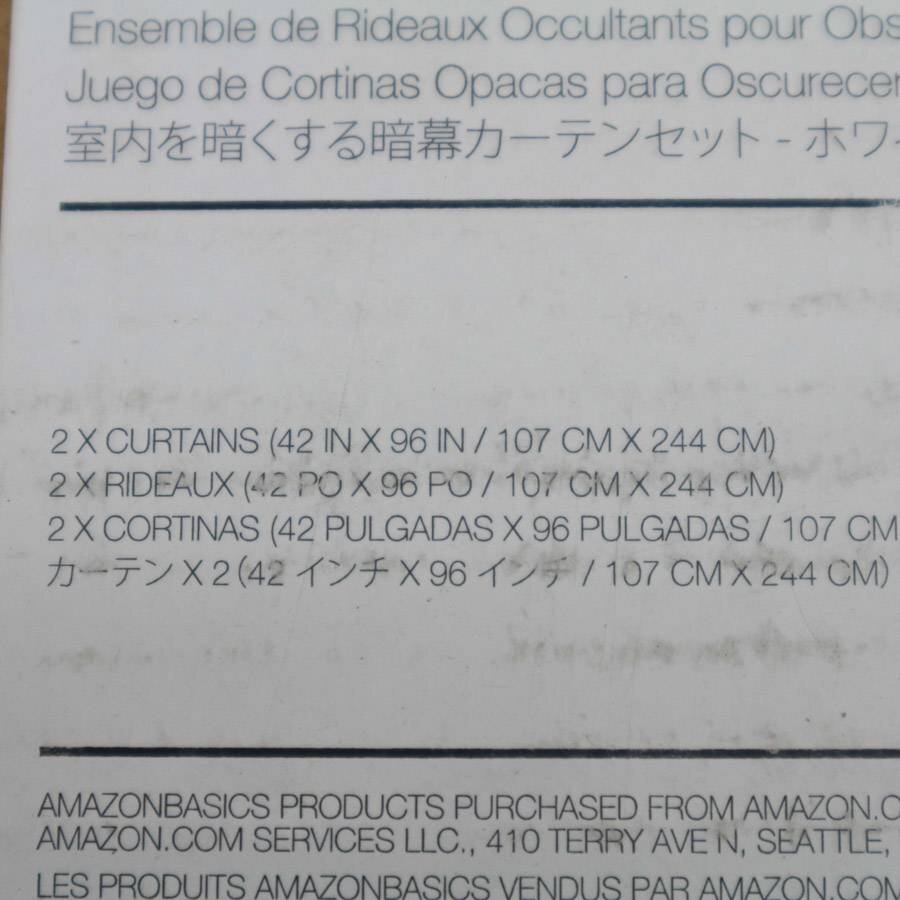 Ensemble de Rideaux Occultants pour Obs
Juego de Cortinas Opacas para Oscurecer
室内を暗くする暗幕カーテンセット - ホワ
2 X CURTAINS (42 IN X 96 IN / 107 CM X 244 CM)
2 X RIDEAUX (42 PO X 96 PO / 107 CM X 244 CM)
2 X CORTINAS (42 PULGADAS X 96 PULGADAS / 107 CM
カーテン X 2 (42 インチ X 96 インチ / 107 CM X 244 CM)
AMAZONBASICS PRODUCTS PURCHASED FROM AMAZON.C
AMAZON.COM SERVICES LLC., 410 TERRY AVE N, SEATTLE,
LES PRODUITS AMAZONBASICS VENDUS PAR AMAZON.COM